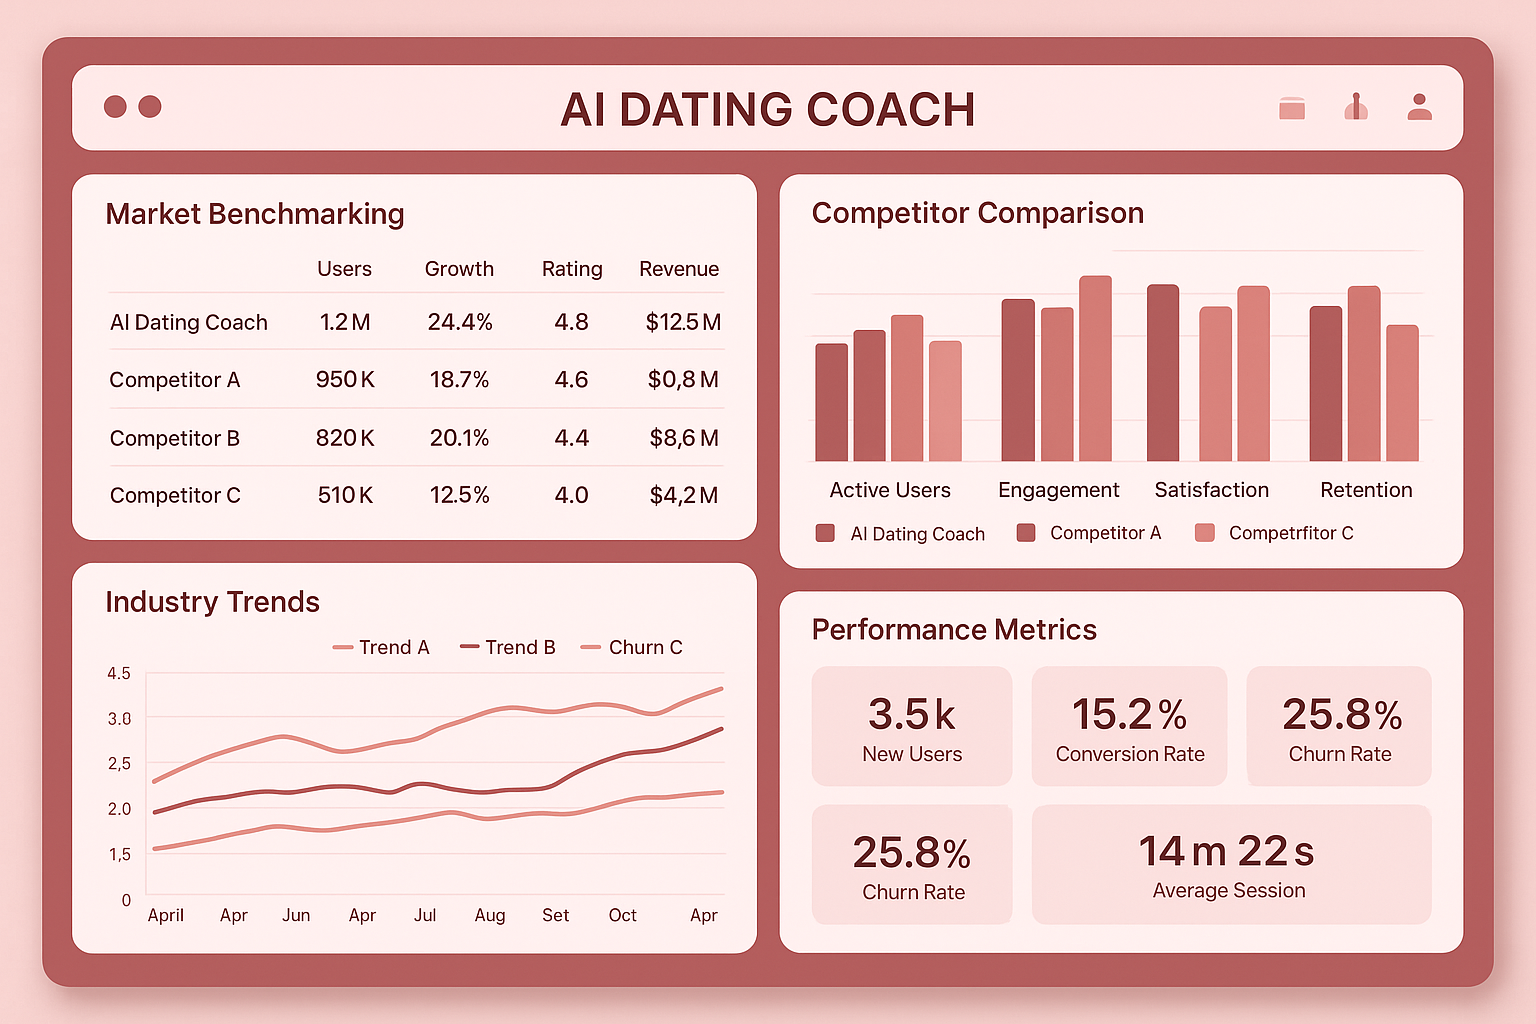 AI DATING COACH
Market Benchmarking
Users Growth Rating Revenue
AI Dating Coach 1.2 M 24.4% 4.8 $12.5 M
Competitor A 950 K 18.7% 4.6 $0,8 M
Competitor B 820 K 20.1% 4.4 $8,6 M
Competitor C 510 K 12.5% 4.0 $4,2 M
Competitor Comparison
Active Users Engagement Satisfaction Retention
AI Dating Coach Competitor A Competrfitor C
Industry Trends
Trend A Trend B Churn C
4.5
3.0
2,5
2.0
1,5
0
April Apr Jun Apr Jul Aug Set Oct Apr
Performance Metrics
3.5 k
New Users
15.2 %
Conversion Rate
25.8%
Churn Rate
25.8%
Churn Rate
14 m 22 s
Average Session